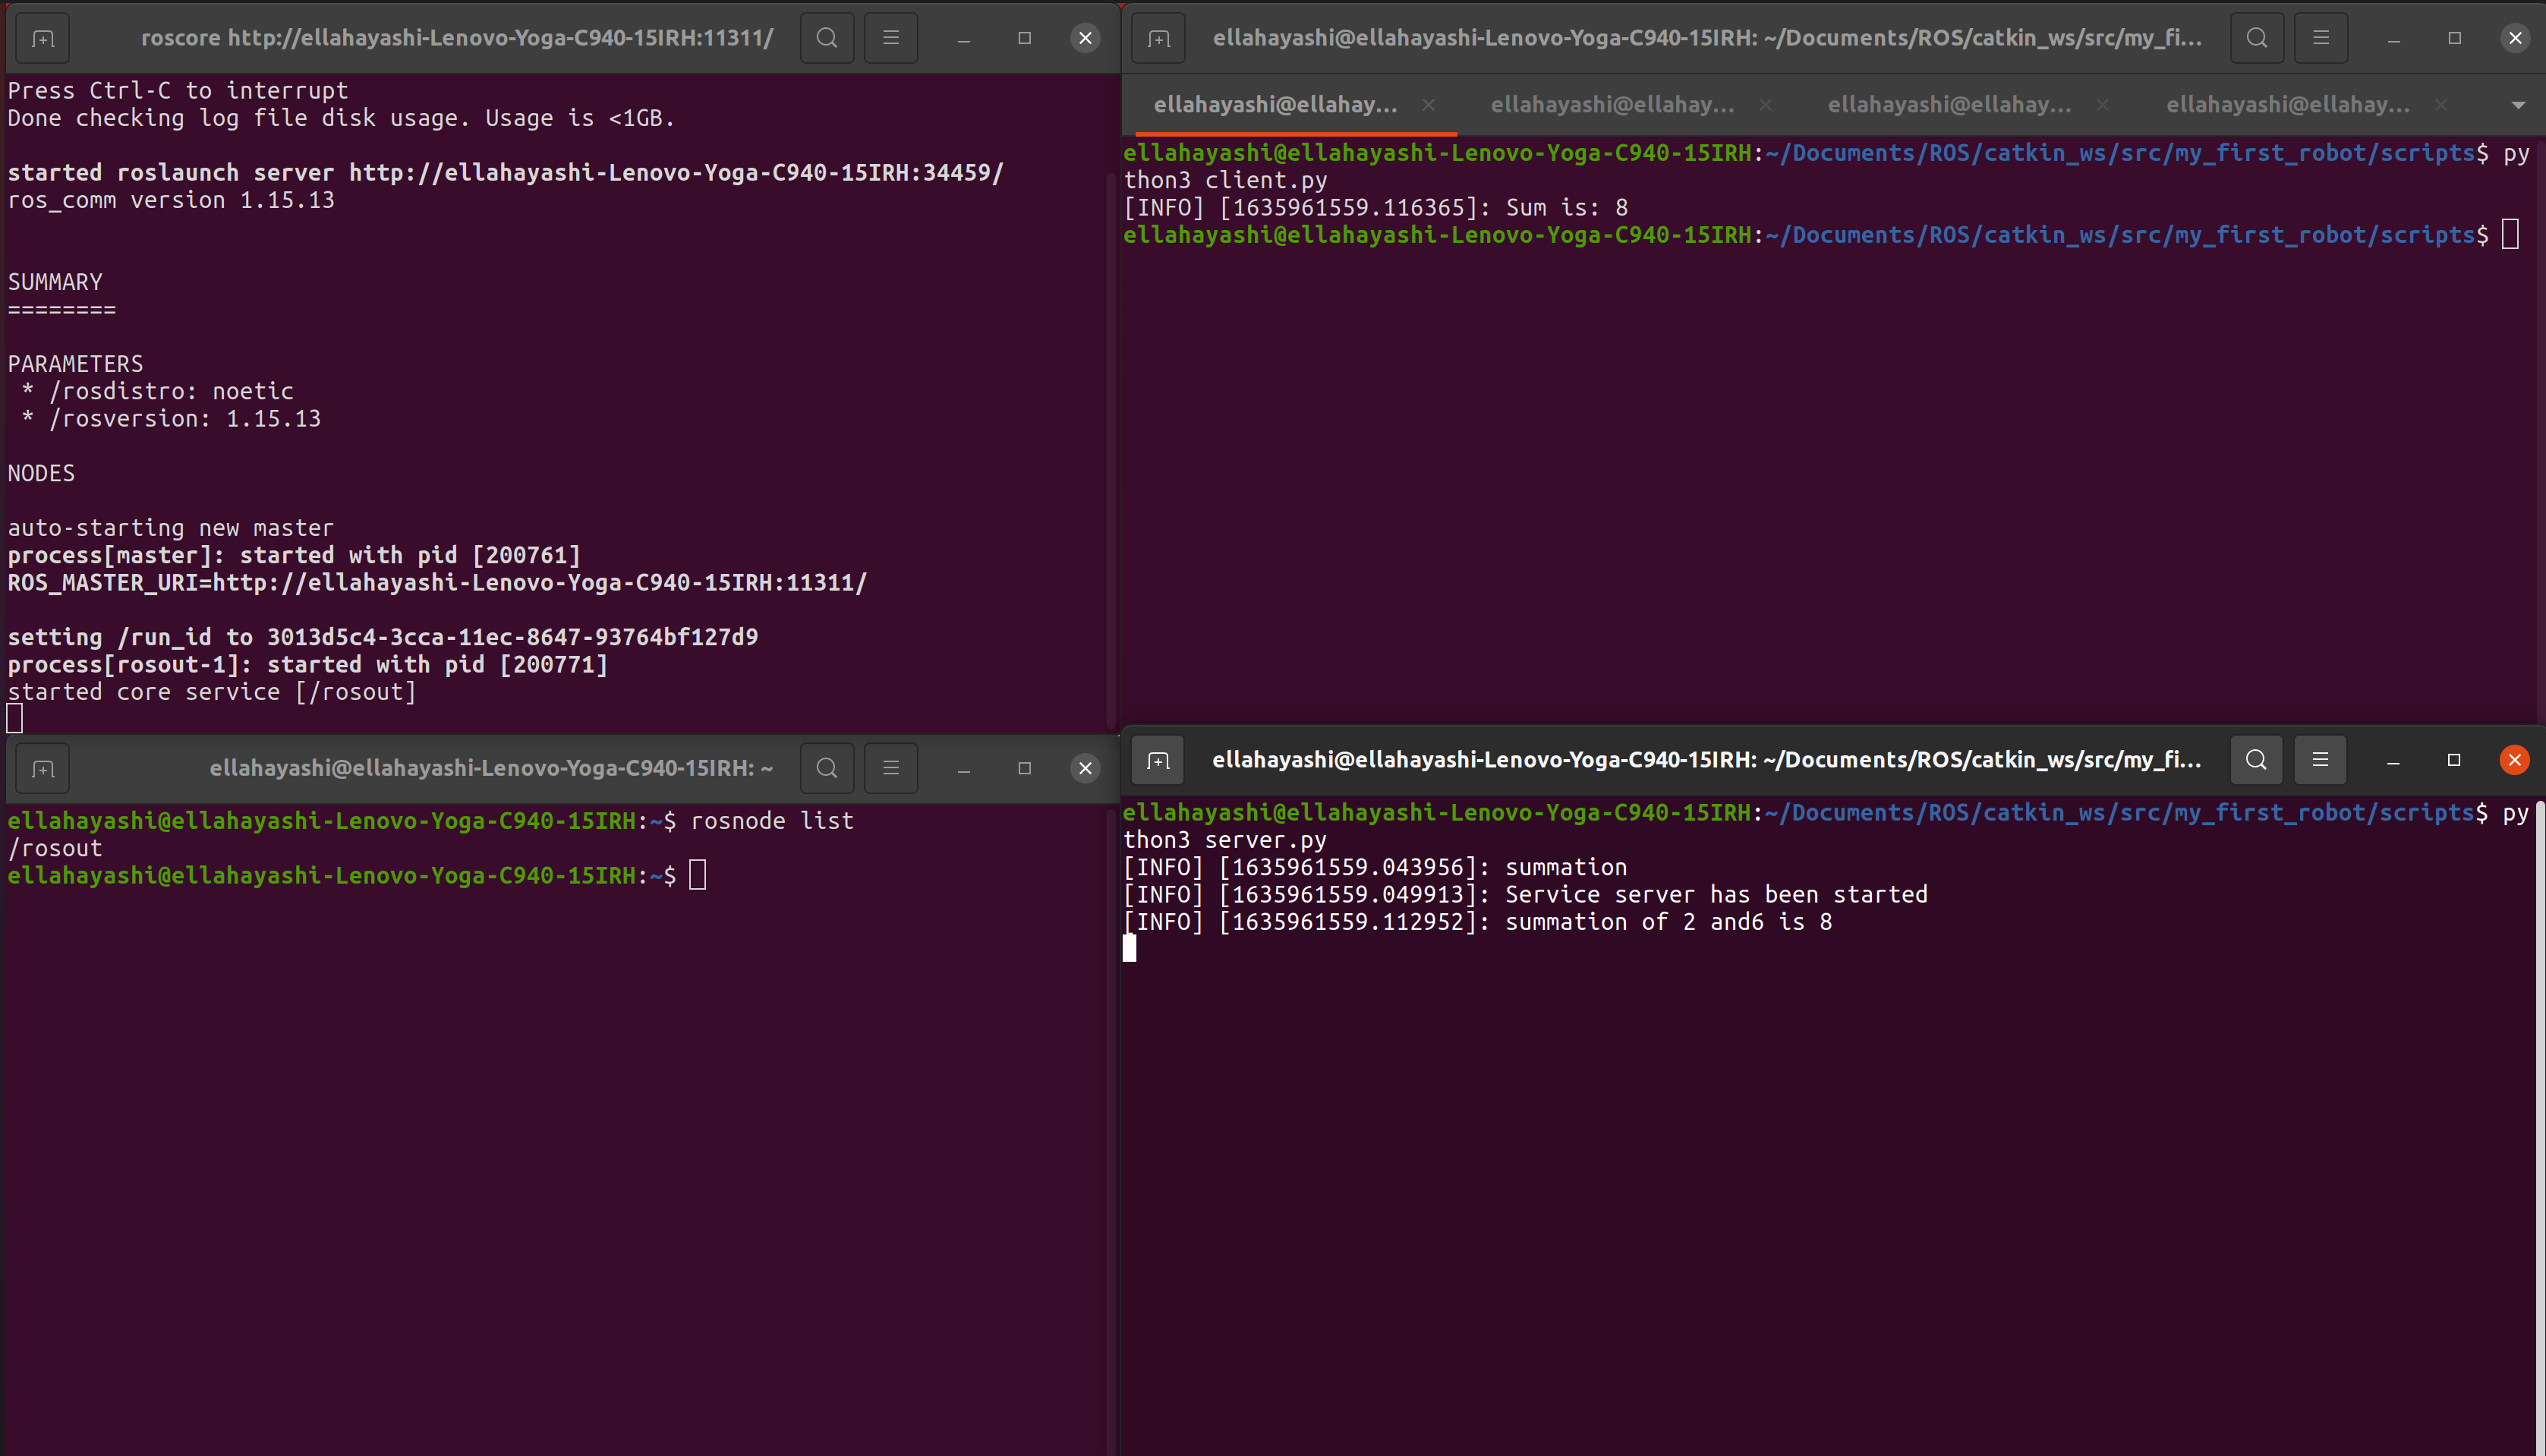 roscore http://ellahayashi-Lenovo-Yoga-C940-15IRH:11311/
Press Ctrl-C to interrupt
Done checking log file disk usage. Usage is <1GB.
started roslaunch server http://ellahayashi-Lenovo-Yoga-C940-15IRH:34459/
ros_comm version 1.15.13
SUMMARY
========
PARAMETERS
* /rosdistro: noetic
* /rosversion: 1.15.13
NODES
auto-starting new master
process[master]: started with pid [200761]
ROS_MASTER_URI=http://ellahayashi-Lenovo-Yoga-C940-15IRH:11311/
setting /run_id to 3013d5c4-3cca-11ec-8647-93764bf127d9
process[rosout-1]: started with pid [200771]
started core service [/rosout]
ellahayashi@ellahayashi-Lenovo-Yoga-C940-15IRH: ~/Documents/ROS/catkin_ws/src/my_fi...
ellahayashi@ellahay... ellahayashi@ellahay... ellahayashi@ellahay... ellahayashi@ellahay...
ellahayashi@ellahayashi-Lenovo-Yoga-C940-15IRH:~/Documents/ROS/catkin_ws/src/my_first_robot/scripts$ py
thon3 client.py
[INFO] [1635961559.116365]: Sum is: 8
ellahayashi@ellahayashi-Lenovo-Yoga-C940-15IRH:~/Documents/ROS/catkin_ws/src/my_first_robot/scripts$
ellahayashi@ellahayashi-Lenovo-Yoga-C940-15IRH: ~
ellahayashi@ellahayashi-Lenovo-Yoga-C940-15IRH:~$ rosnode list
/rosout
ellahayashi@ellahayashi-Lenovo-Yoga-C940-15IRH:~$
ellahayashi@ellahayashi-Lenovo-Yoga-C940-15IRH: ~/Documents/ROS/catkin_ws/src/my_fi...
ellahayashi@ellahayashi-Lenovo-Yoga-C940-15IRH:~/Documents/ROS/catkin_ws/src/my_first_robot/scripts$ py
thon3 server.py
[INFO] [1635961559.043956]: summation
[INFO] [1635961559.049913]: Service server has been started
[INFO] [1635961559.112952]: summation of 2 and6 is 8